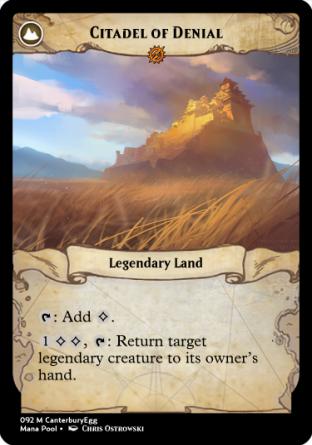 CITADEL OF DENIAL
Legendary Land
: Add .
1 , : Return target
legendary creature to its owner's
hand.
092 M CanterburyEgg
Mana Pool • CHRIS OSTROWSKI